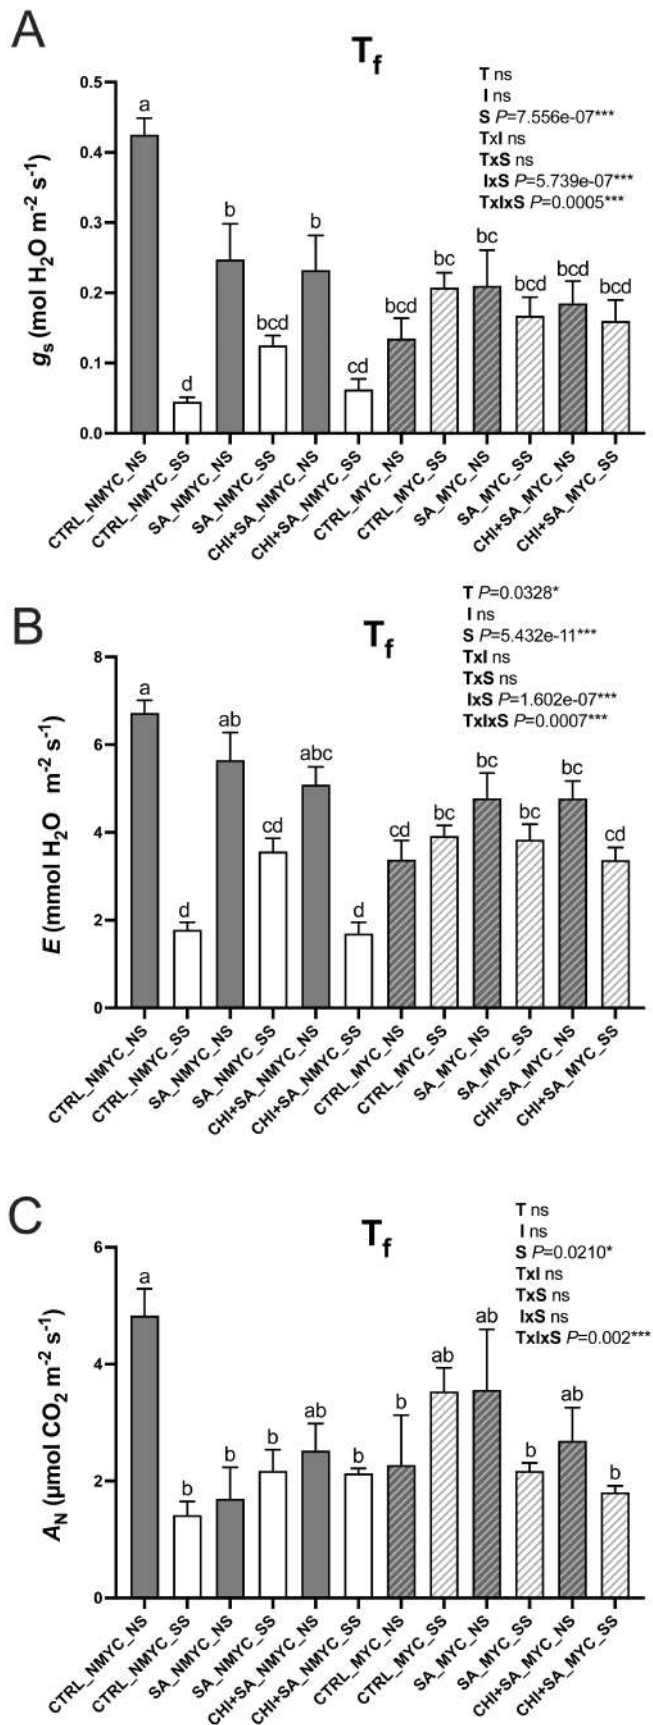 A
T_f
T ns
I ns
S P=7.556e-07***
TxI ns
TxS ns
IxS P=5.739e-07***
TxIxS P=0.0005***
g_s (mol H₂O m⁻² s⁻¹)
0.5
0.4
0.3
0.2
0.1
0.0
a
d
b
bcd
b
cd
bcd
bc
bc
bcd
bcd
bcd
CTRL_NMYC_NS
CTRL_NMYC_SS
SA_NMYC_NS
SA_NMYC_SS
CHI+SA_NMYC_NS
CHI+SA_NMYC_SS
CTRL_MYC_NS
CTRL_MYC_SS
SA_MYC_NS
SA_MYC_SS
CHI+SA_MYC_NS
CHI+SA_MYC_SS
B
T_f
T P=0.0328*
I ns
S P=5.432e-11***
TxI ns
TxS ns
IxS P=1.602e-07***
TxIxS P=0.0007***
E (mmol H₂O m⁻² s⁻¹)
8
6
4
2
0
a
d
ab
cd
abc
d
cd
bc
bc
bc
bc
cd
CTRL_NMYC_NS
CTRL_NMYC_SS
SA_NMYC_NS
SA_NMYC_SS
CHI+SA_NMYC_NS
CHI+SA_NMYC_SS
CTRL_MYC_NS
CTRL_MYC_SS
SA_MYC_NS
SA_MYC_SS
CHI+SA_MYC_NS
CHI+SA_MYC_SS
C
T_f
T ns
I ns
S P=0.0210*
TxI ns
TxS ns
IxS ns
TxIxS P=0.002***
A_N (µmol CO₂ m⁻² s⁻¹)
6
4
2
0
a
b
b
b
ab
b
b
ab
ab
b
ab
b
CTRL_NMYC_NS
CTRL_NMYC_SS
SA_NMYC_NS
SA_NMYC_SS
CHI+SA_NMYC_NS
CHI+SA_NMYC_SS
CTRL_MYC_NS
CTRL_MYC_SS
SA_MYC_NS
SA_MYC_SS
CHI+SA_MYC_NS
CHI+SA_MYC_SS